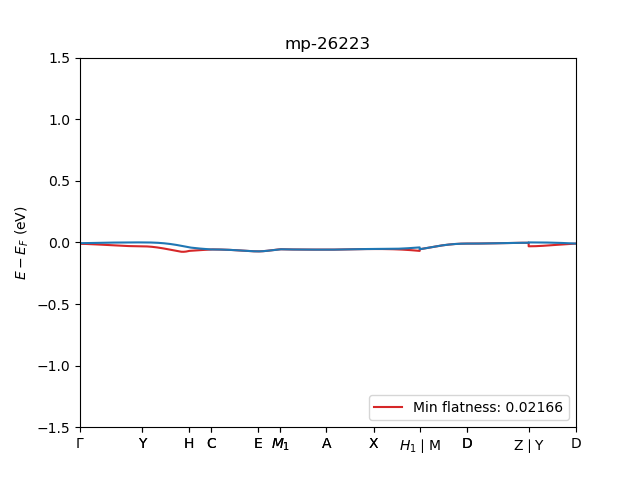 mp-26223
1.5
1.0
0.5
0.0
−0.5
−1.0
−1.5
E − E_F (eV)
Min flatness: 0.02166
Γ Y H C E M_1 A X H_1 | M D Z | Y D